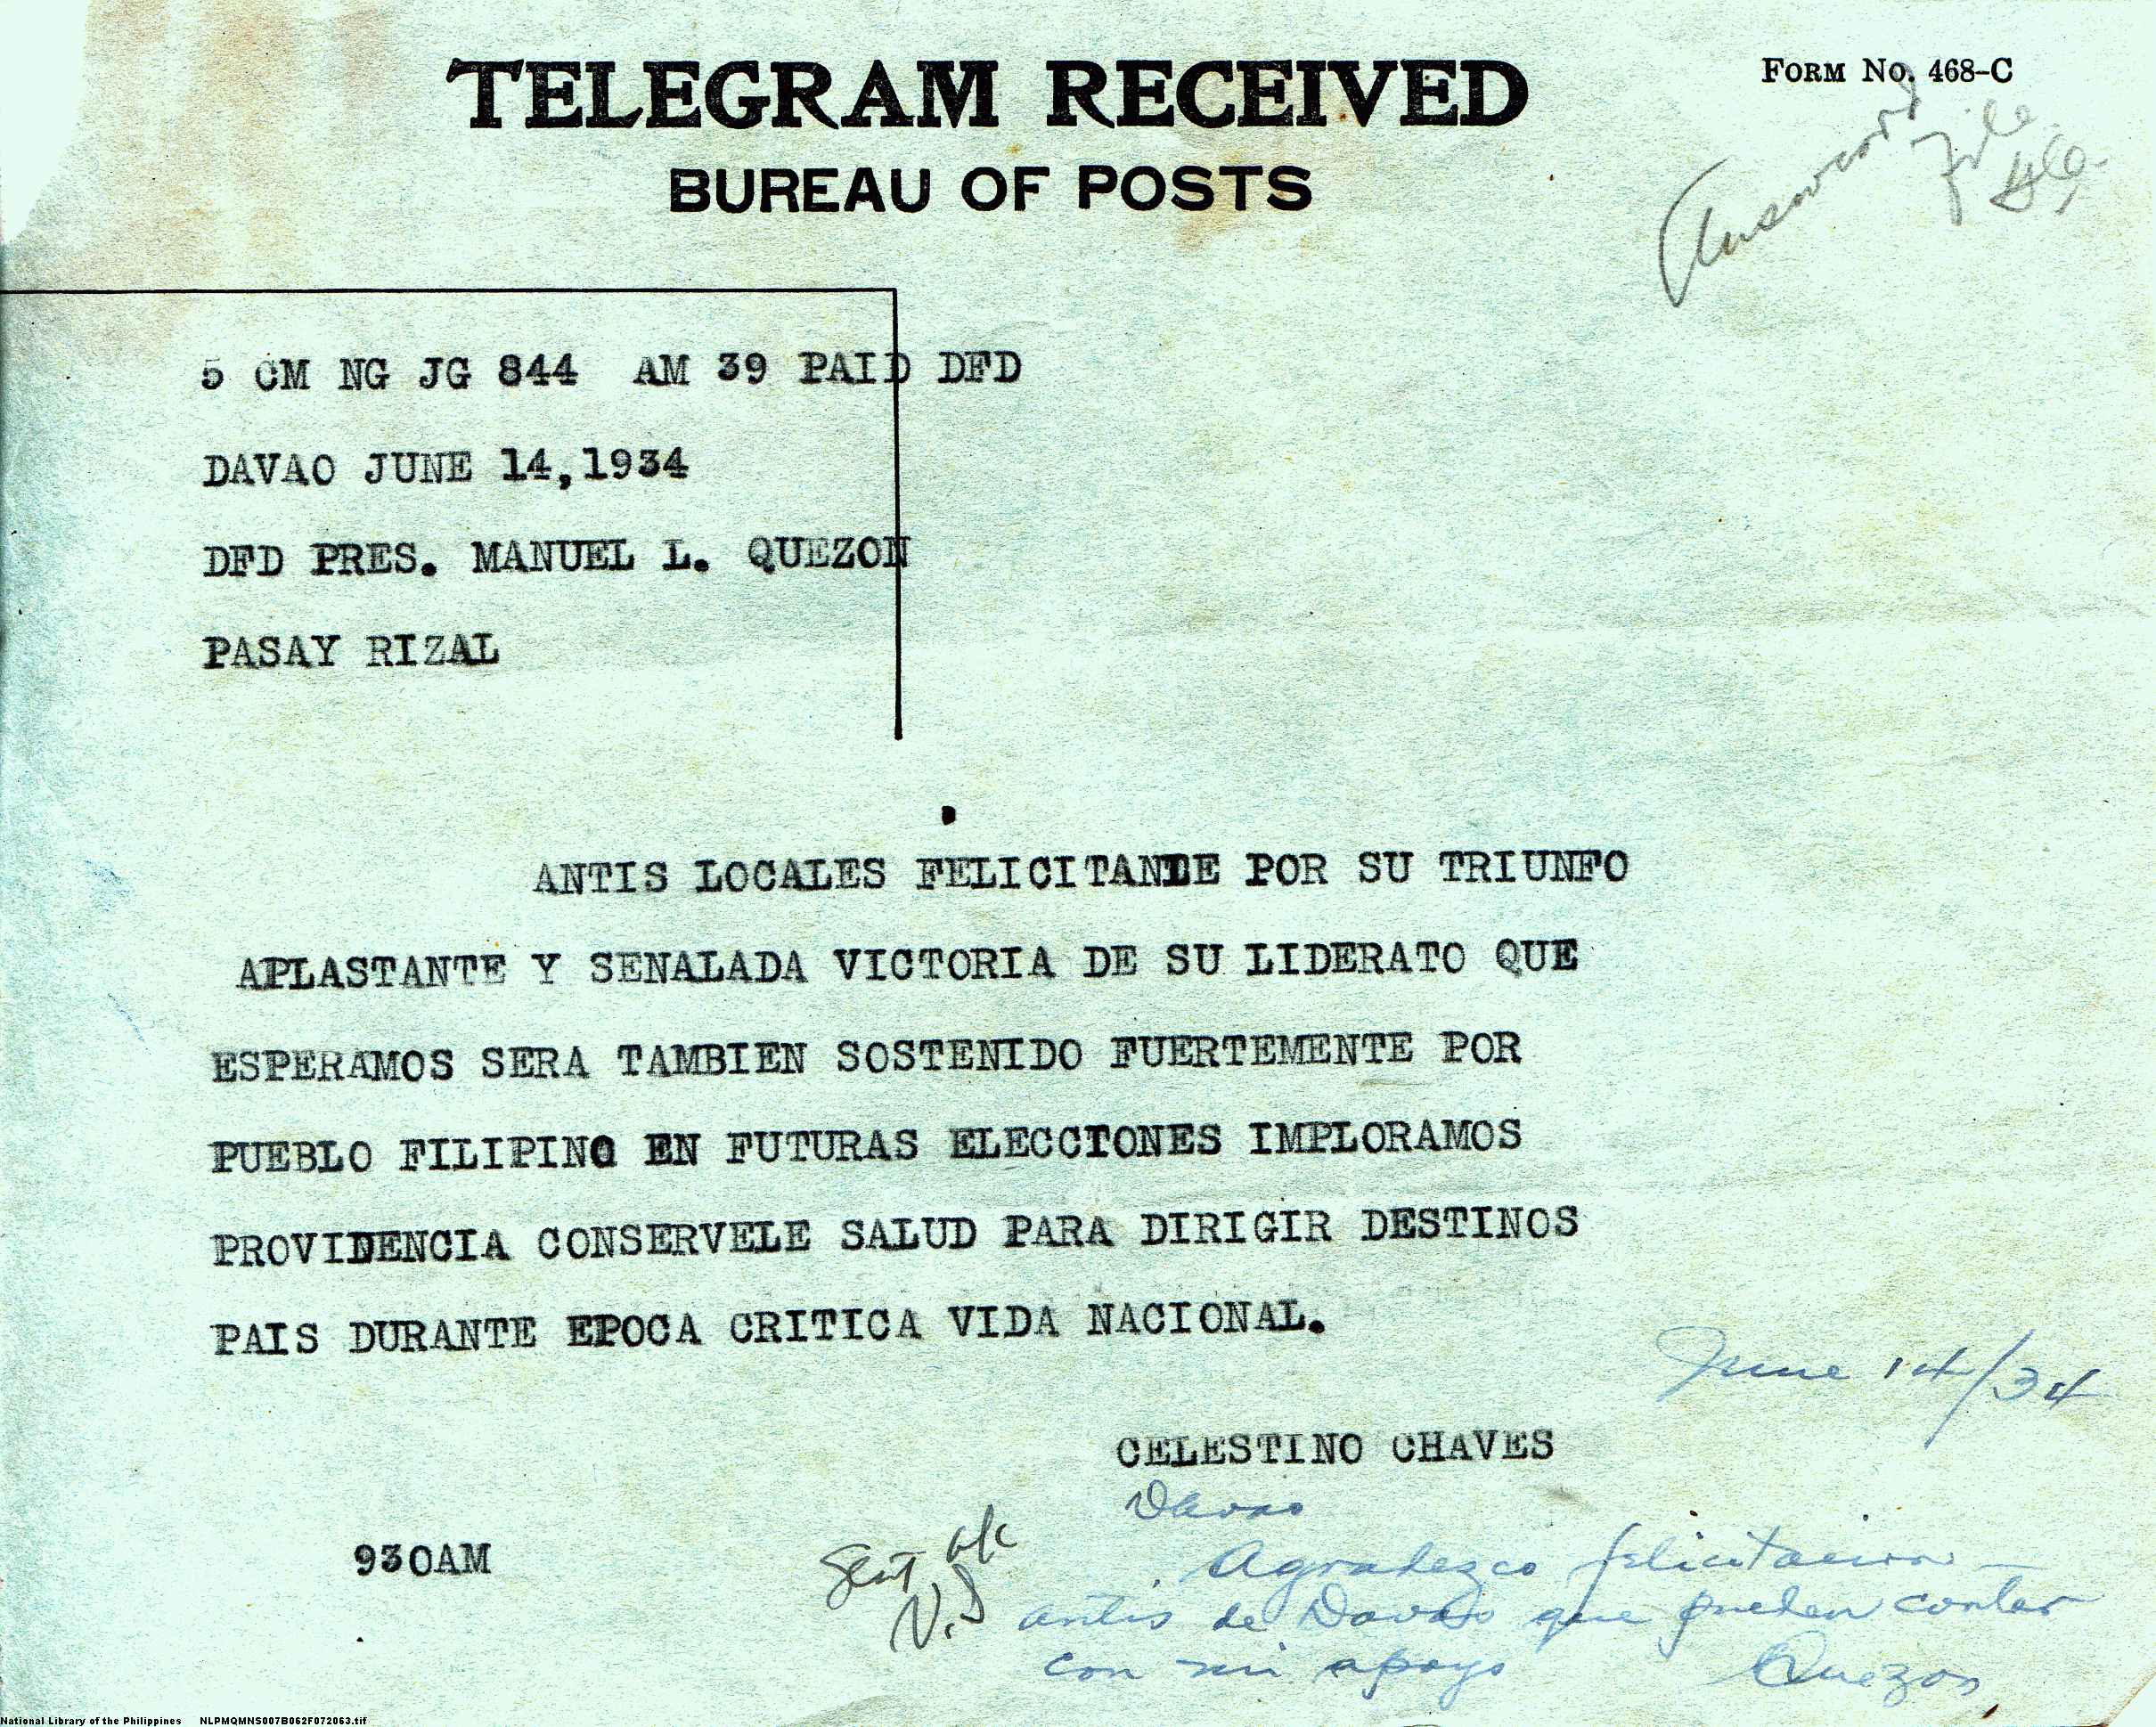 TELEGRAM RECEIVED
FORM NO. 468-C
BUREAU OF POSTS
Answered
file
5 CM NG JG 844 AM 39 PAID DFD
DAVAO JUNE 14,1934
DFD PRES. MANUEL L. QUEZON
PASAY RIZAL
ANTIS LOCALES FELICITANLE POR SU TRIUNFO
APLASTANTE Y SENALADA VICTORIA DE SU LIDERATO QUE
ESPERAMOS SERA TAMBIEN SOSTENIDO FUERTEMENTE POR
PUEBLO FILIPINO EN FUTURAS ELECCIONES IMPLORAMOS
PROVIDENCIA CONSERVELE SALUD PARA DIRIGIR DESTINOS
PAIS DURANTE EPOCA CRITICA VIDA NACIONAL.
June 14/34
CELESTINO CHAVES
Davao
930AM
Sent ok
Agradezco felicitacion
antis de Davao que pueden contar
con mi apoyo Quezon
National Library of the Philippines NLPMQMNS007B062F072063.tif